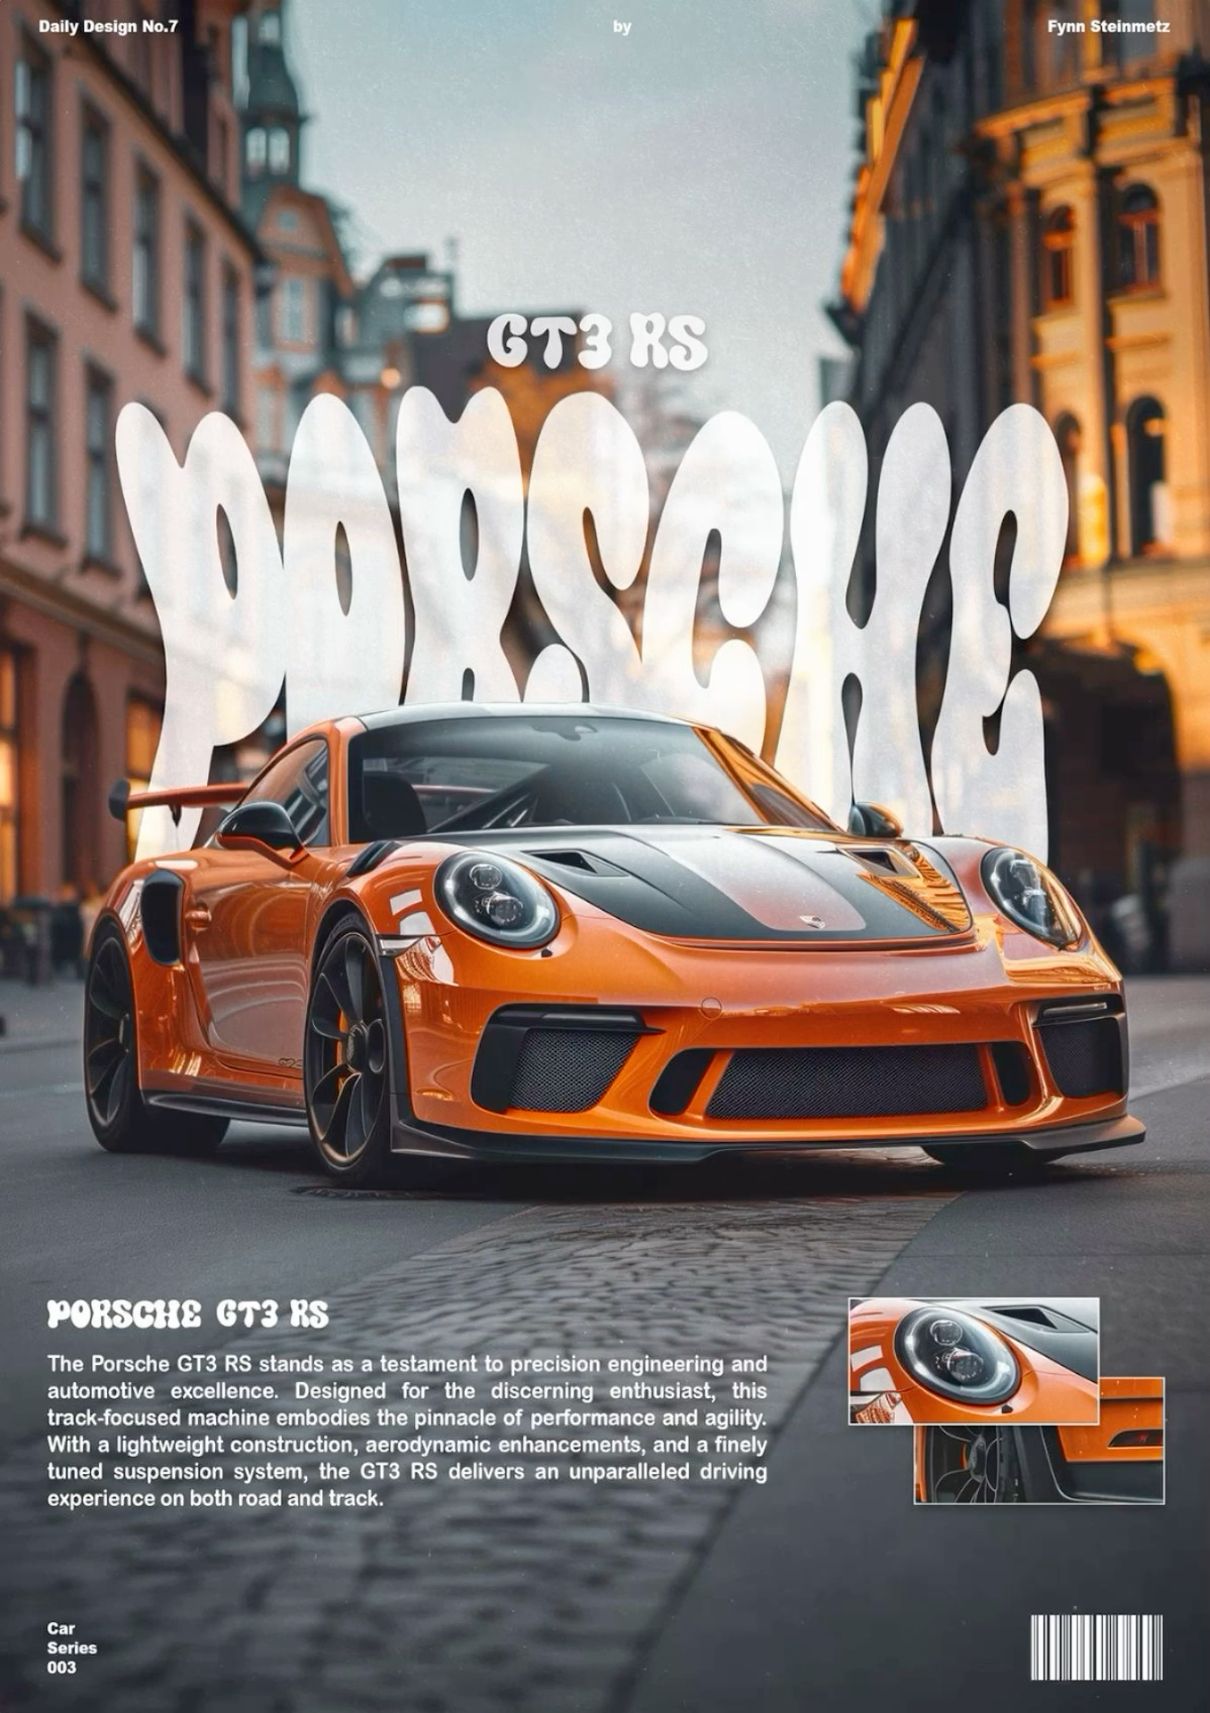 Daily Design No.7 by Fynn Steinmetz
GT3 RS
PORSCHE
PORSCHE GT3 RS
The Porsche GT3 RS stands as a testament to precision engineering and
automotive excellence. Designed for the discerning enthusiast, this
track-focused machine embodies the pinnacle of performance and agility.
With a lightweight construction, aerodynamic enhancements, and a finely
tuned suspension system, the GT3 RS delivers an unparalleled driving
experience on both road and track.
Car
Series
003